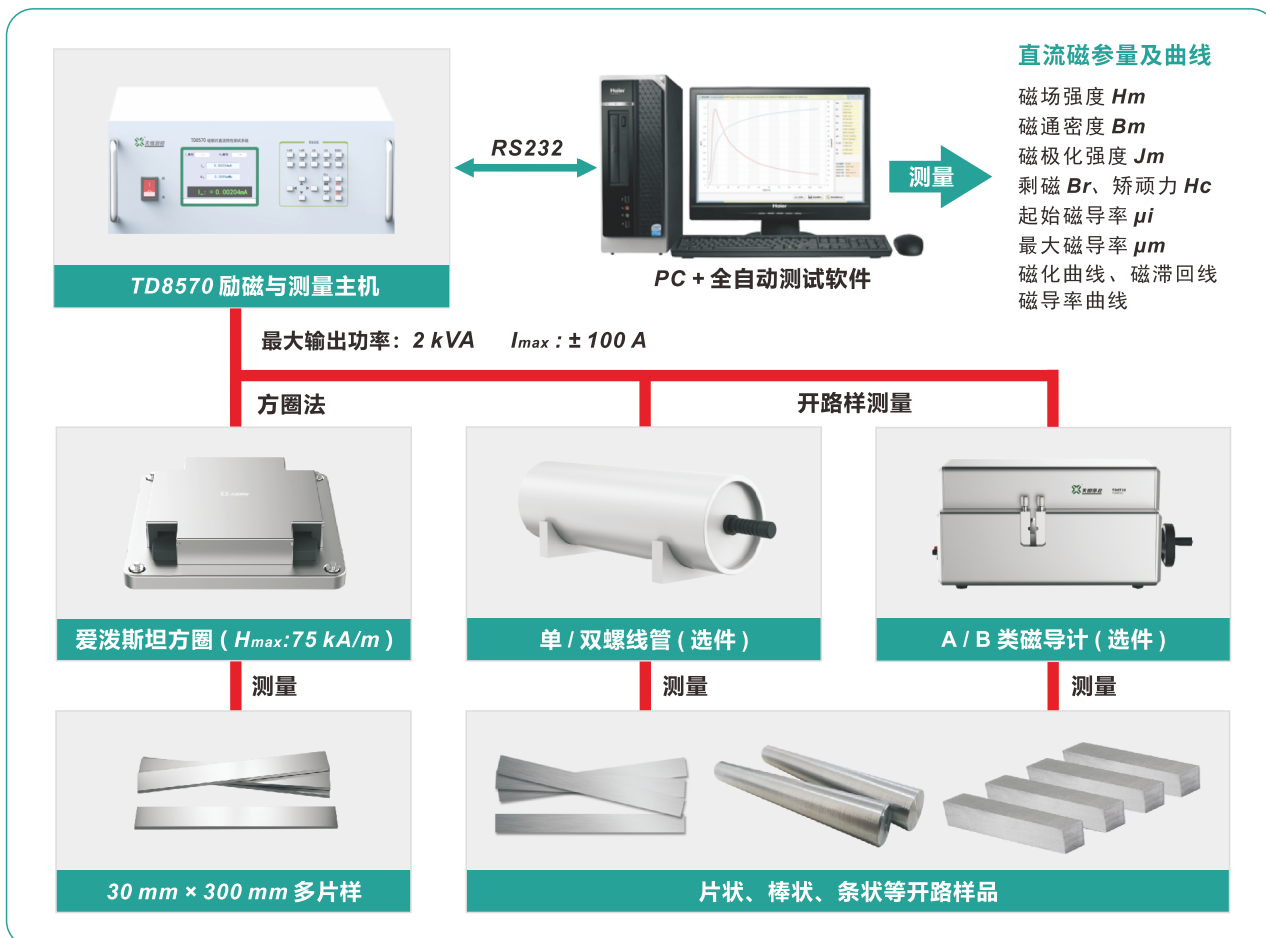 直流磁参量及曲线
磁场强度 Hm
磁通密度 Bm
磁极化强度 Jm
剩磁 Br、矫顽力 Hc
起始磁导率 μi
最大磁导率 μm
磁化曲线、磁滞回线
磁导率曲线
RS232
测量
Haier
Haier
TD8570 励磁与测量主机
PC + 全自动测试软件
最大输出功率：2 kVA Imax : ± 100 A
方圈法
开路样测量
爱泼斯坦方圈 ( Hmax:75 kA/m )
单 / 双螺线管 ( 选件 )
A / B 类磁导计 ( 选件 )
测量
测量
测量
30 mm × 300 mm 多片样
片状、棒状、条状等开路样品